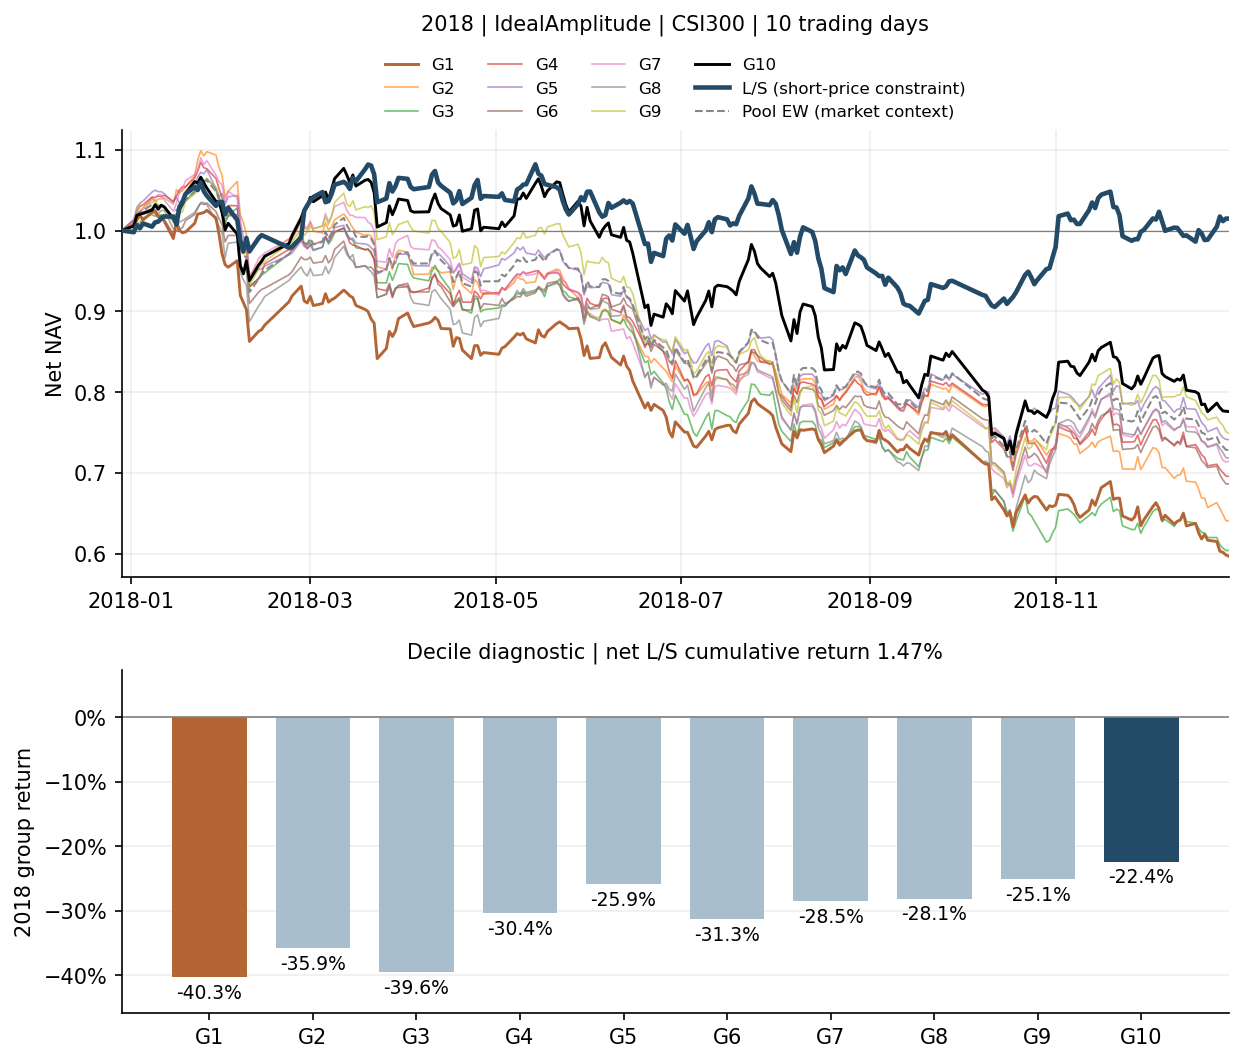 2018 | IdealAmplitude | CSI300 | 10 trading days
G1 G4 G7 G10
G2 G5 G8 L/S (short-price constraint)
G3 G6 G9 Pool EW (market context)
Net NAV
1.1
1.0
0.9
0.8
0.7
0.6
2018-01 2018-03 2018-05 2018-07 2018-09 2018-11
Decile diagnostic | net L/S cumulative return 1.47%
2018 group return
0%
−10%
−20%
−30%
−40%
-40.3% -35.9% -39.6% -30.4% -25.9% -31.3% -28.5% -28.1% -25.1% -22.4%
G1 G2 G3 G4 G5 G6 G7 G8 G9 G10